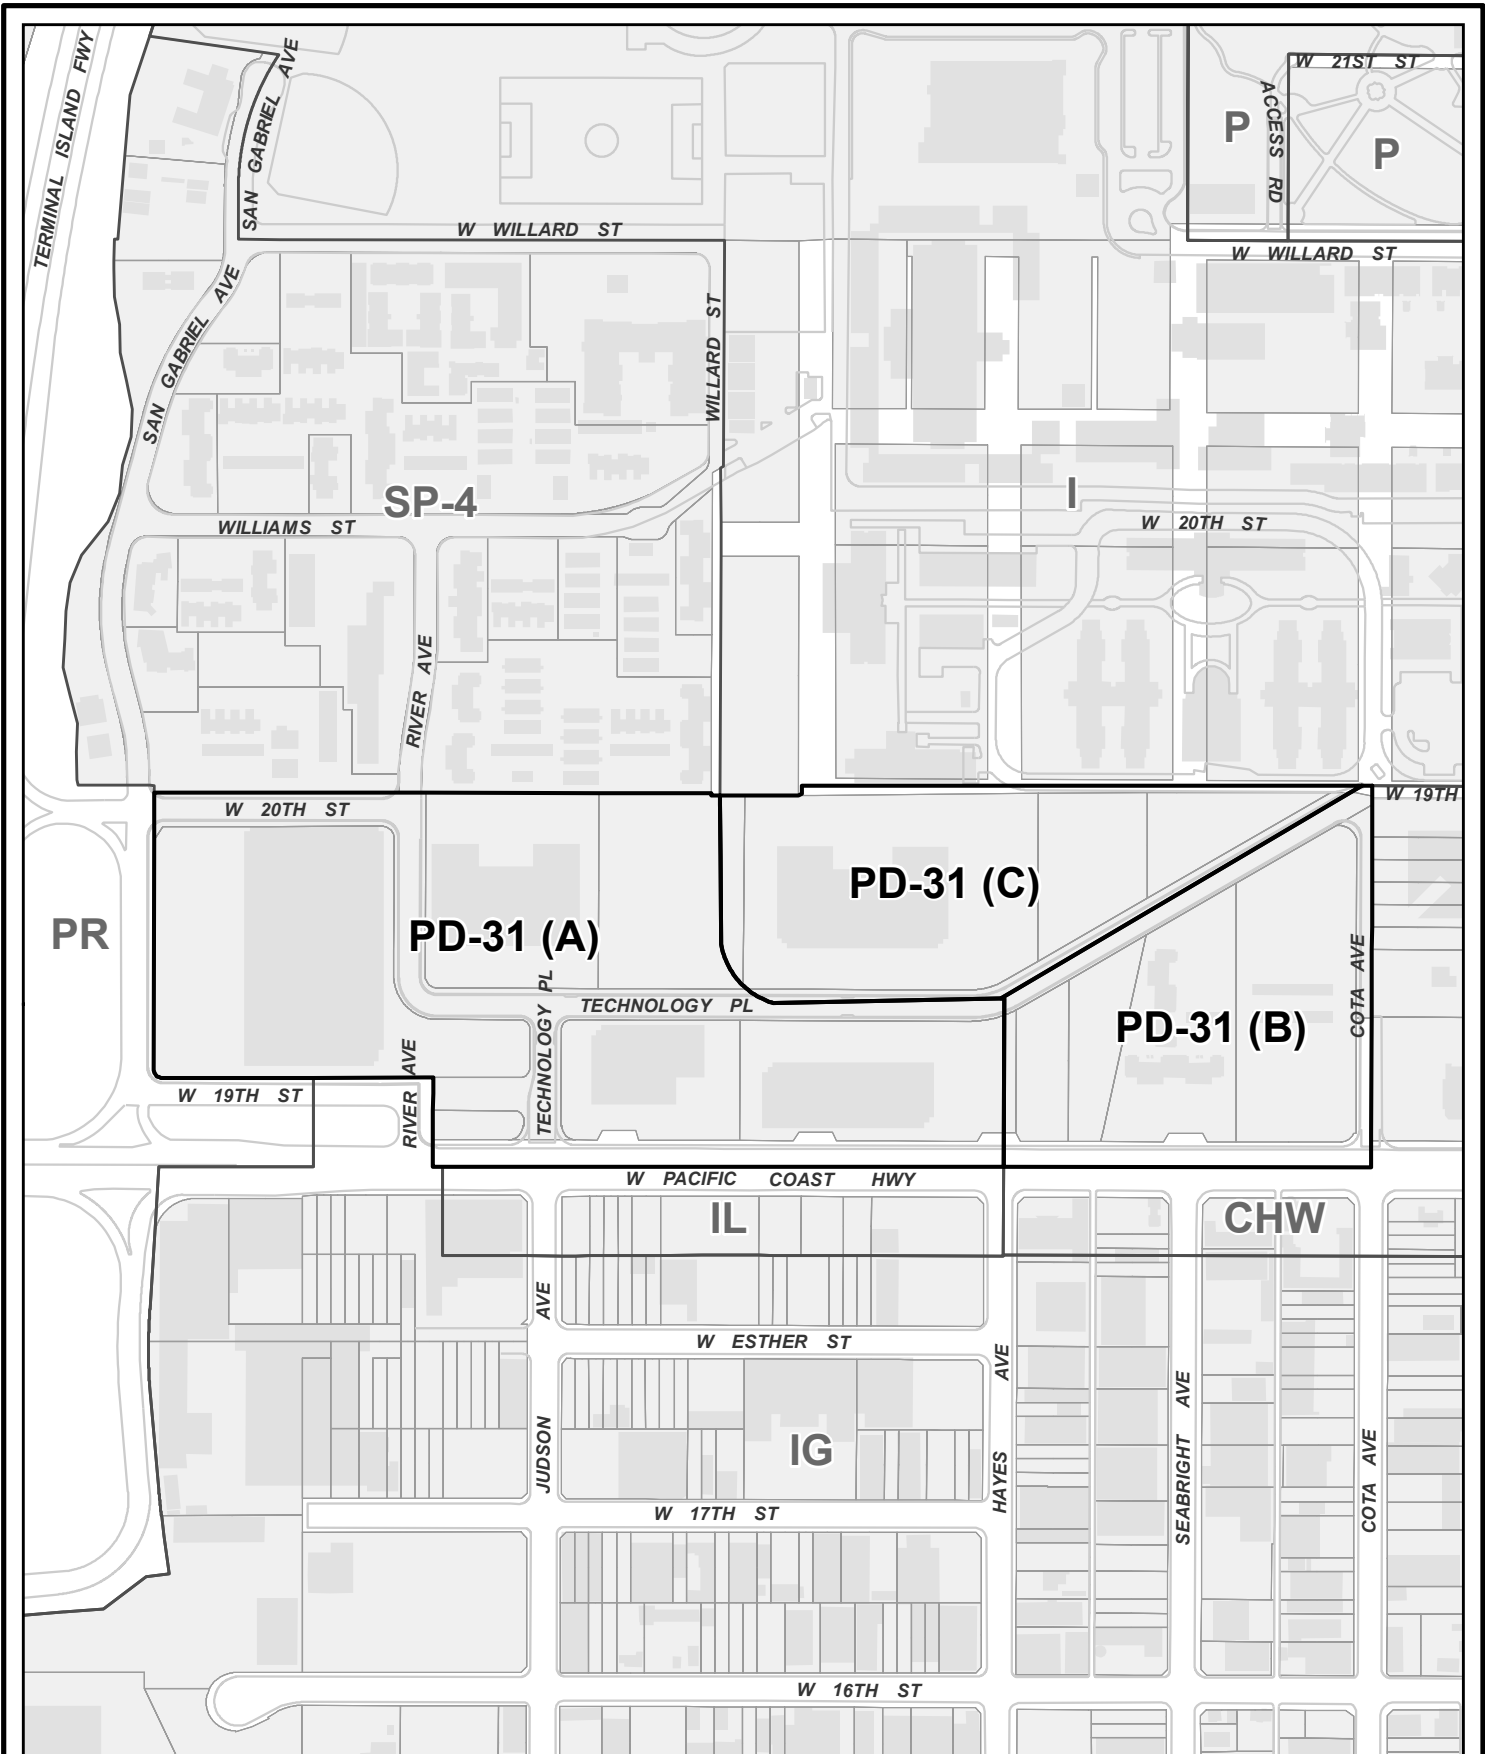 TERMINAL ISLAND FWY
SAN GABRIEL AVE
W 21ST ST
ACCESS RD
P
P
W WILLARD ST
W WILLARD ST
SAN GABRIEL AVE
WILLARD ST
SP-4
I
WILLIAMS ST
W 20TH ST
RIVER AVE
W 20TH ST
W 19TH
PD-31 (C)
PR
PD-31 (A)
COTA AVE
TECHNOLOGY PL
TECHNOLOGY PL
PD-31 (B)
RIVER AVE
W 19TH ST
W PACIFIC COAST HWY
IL
CHW
JUDSON AVE
W ESTHER ST
HAYES AVE
SEABRIGHT AVE
COTA AVE
IG
W 17TH ST
W 16TH ST